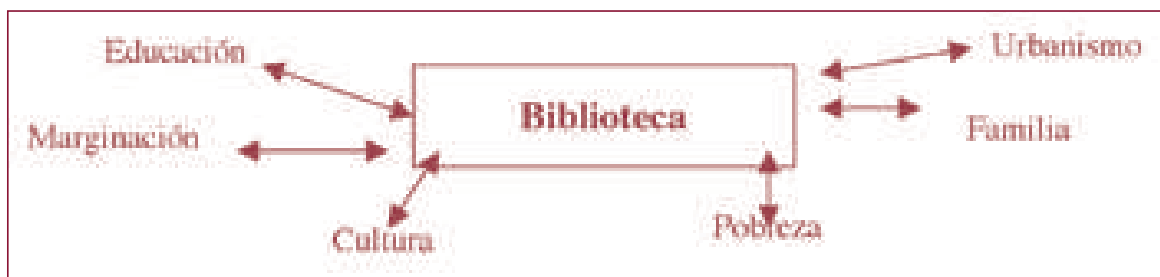 Educación
Urbanismo
Biblioteca
Marginación
Familia
Cultura
Pobreza